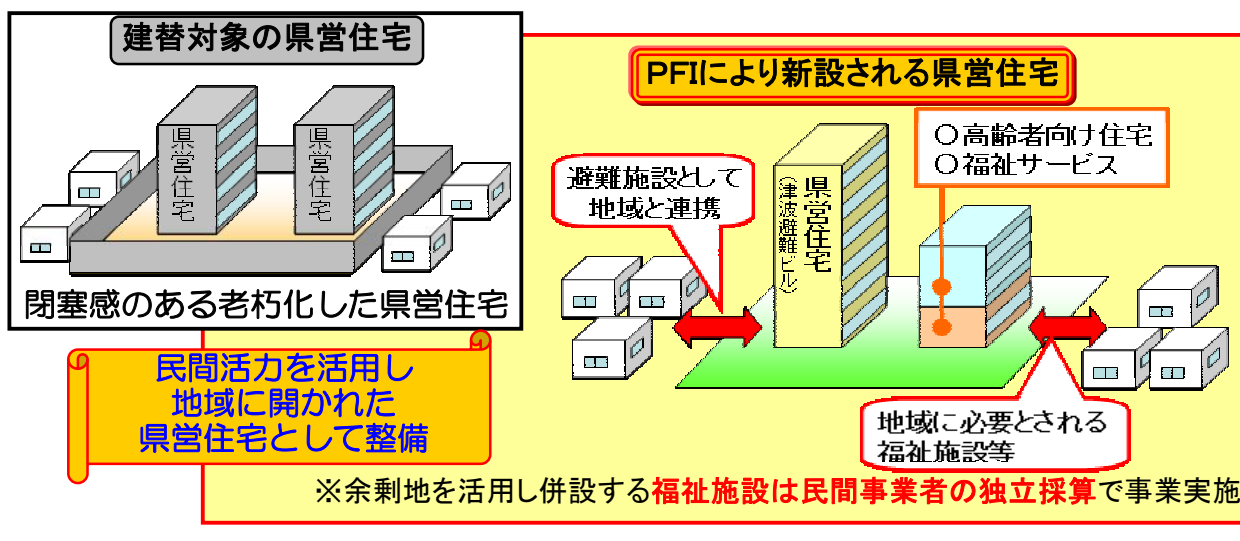 建替対象の県営住宅
県営住宅
県営住宅
閉塞感のある老朽化した県営住宅
民間活力を活用し
地域に開かれた
県営住宅として整備
PFIにより新設される県営住宅
避難施設として
地域と連携
県営住宅
(津波避難ビル)
〇高齢者向け住宅
〇福祉サービス
地域に必要とされる
福祉施設等
※余剰地を活用し併設する福祉施設は民間事業者の独立採算で事業実施